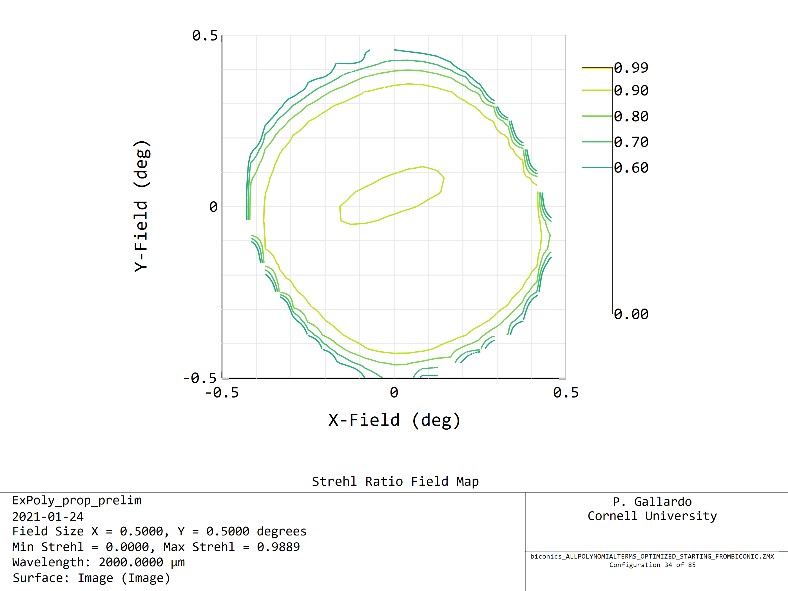 0.5
0
-0.5
-0.5
0
0.5
Y-Field (deg)
X-Field (deg)
0.99
0.90
0.80
0.70
0.60
0.00
Strehl Ratio Field Map
ExPoly_prop_prelim
2021-01-24
Field Size X = 0.5000, Y = 0.5000 degrees
Min Strehl = 0.0000, Max Strehl = 0.9889
Wavelength: 2000.0000 µm
Surface: Image (Image)
P. Gallardo
Cornell University
biconics_ALLPOLYNOMIALTERMS_OPTIMIZED_STARTING_FROMBICONIC.ZMX
Configuration 34 of 85